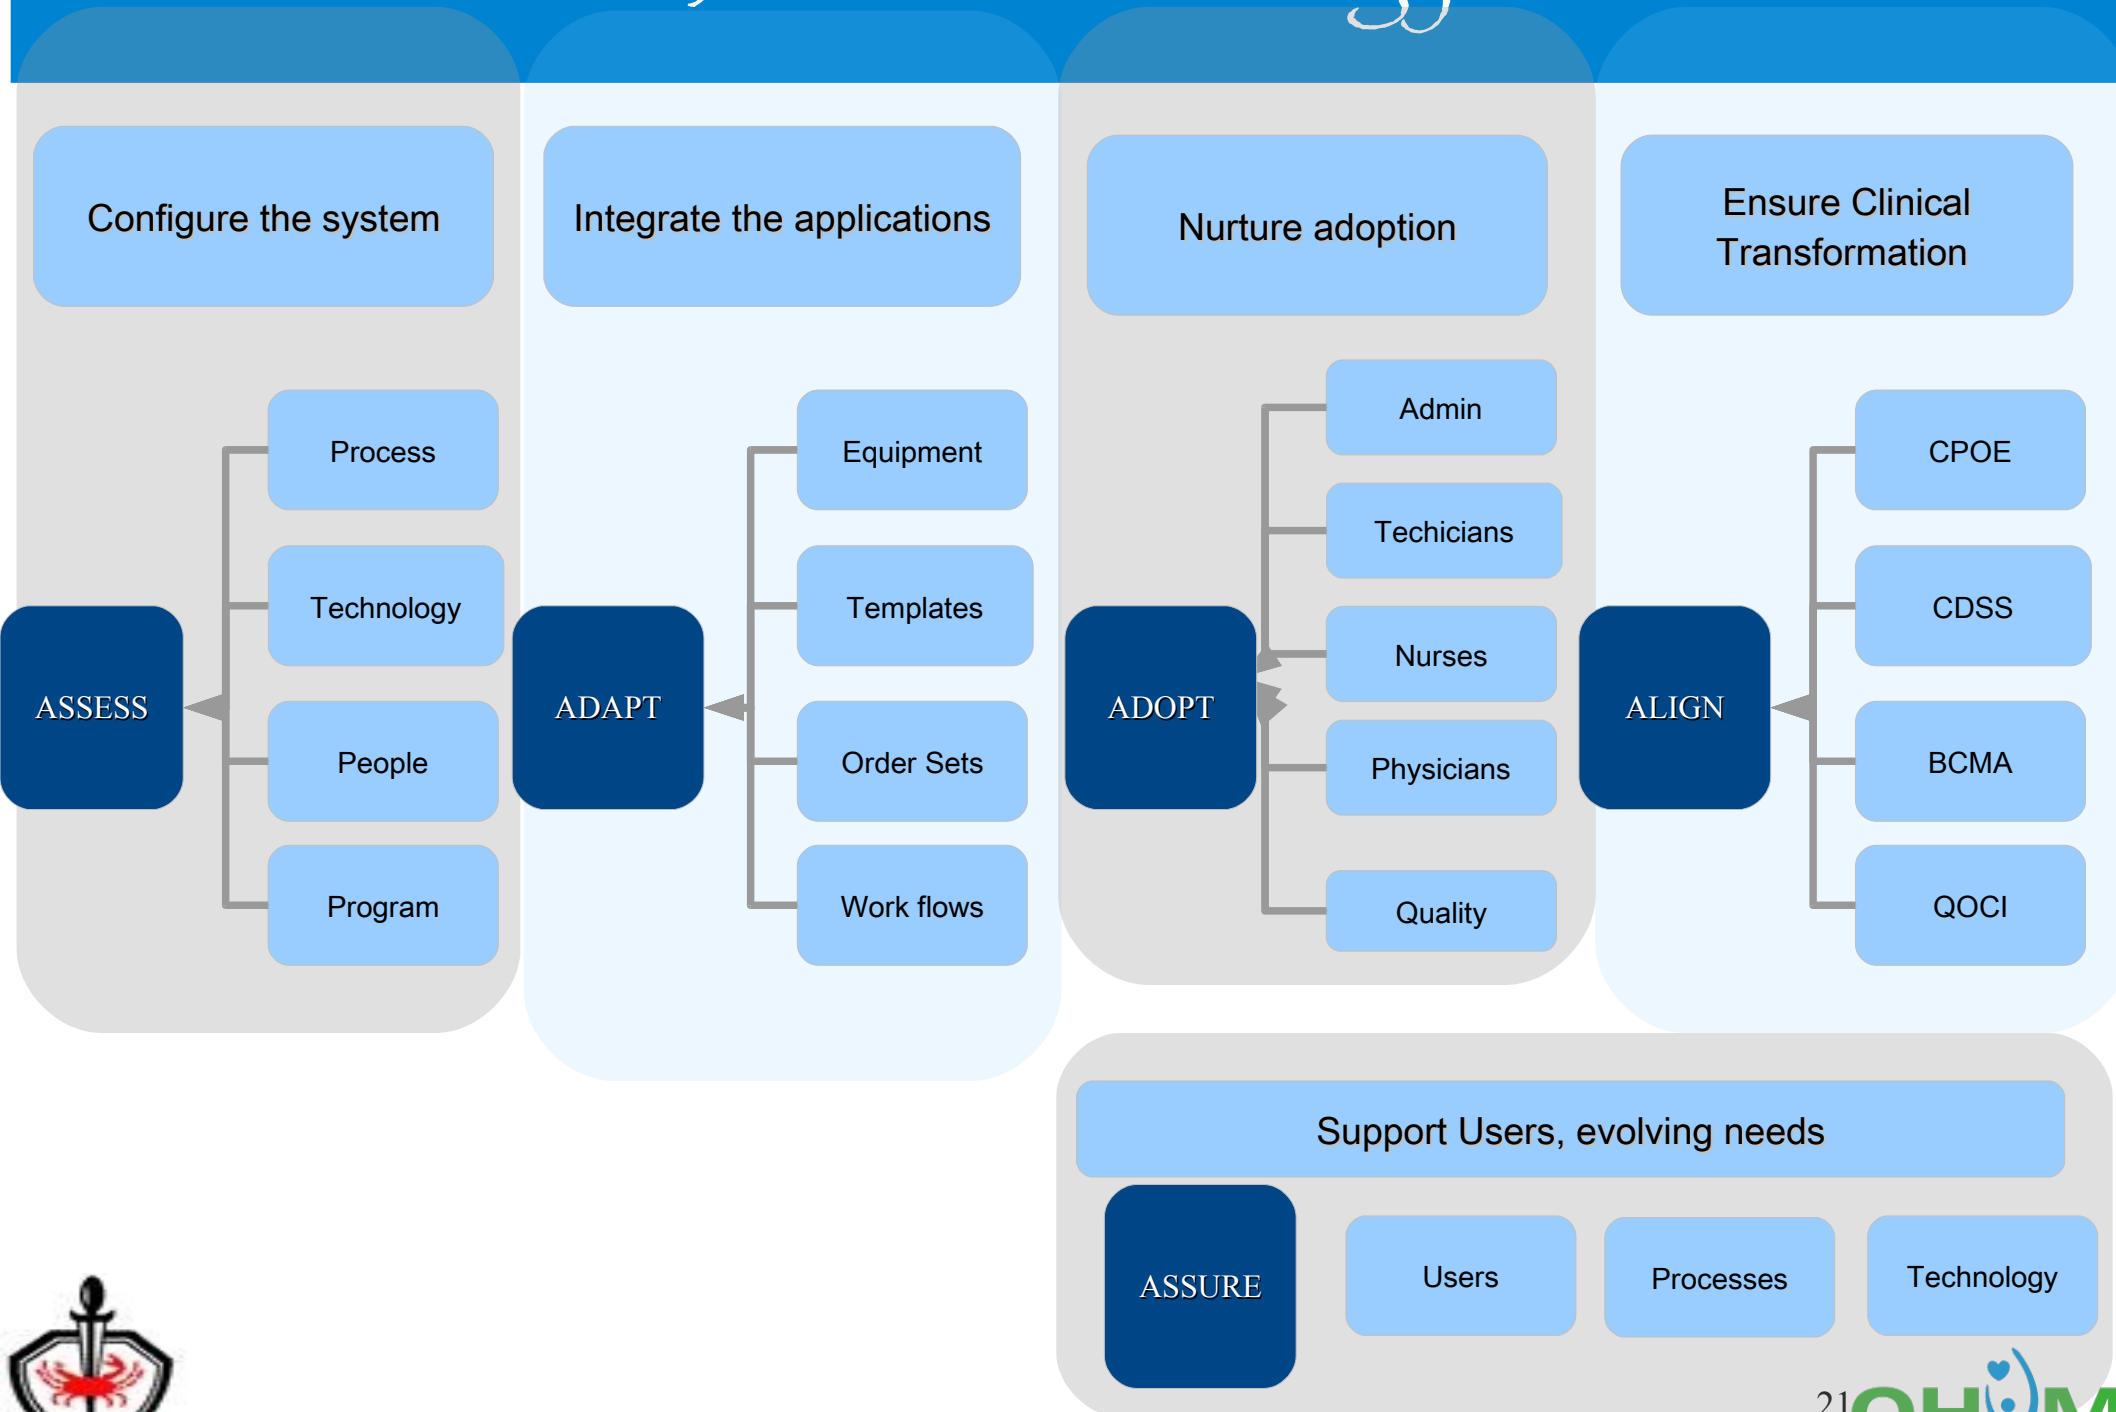 Configure the system
Integrate the applications
Nurture adoption
Ensure Clinical
Transformation
ASSESS
Process
Technology
People
Program
ADAPT
Equipment
Templates
Order Sets
Work flows
ADOPT
Admin
Techicians
Nurses
Physicians
Quality
ALIGN
CPOE
CDSS
BCMA
QOCI
Support Users, evolving needs
ASSURE
Users
Processes
Technology
21